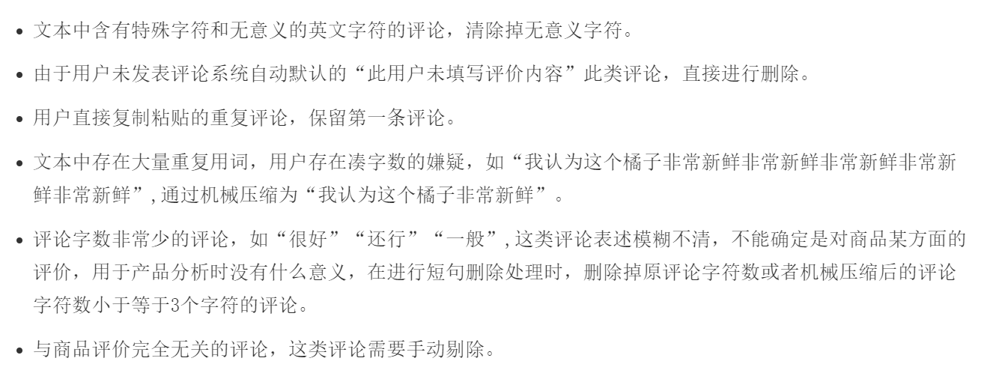 • 文本中含有特殊字符和无意义的英文字符的评论，清除掉无意义字符。
• 由于用户未发表评论系统自动默认的“此用户未填写评价内容”此类评论，直接进行删除。
• 用户直接复制粘贴的重复评论，保留第一条评论。
• 文本中存在大量重复用词，用户存在凑字数的嫌疑，如“我认为这个橘子非常新鲜非常新鲜非常新鲜非常新
鲜非常新鲜”,通过机械压缩为“我认为这个橘子非常新鲜”。
• 评论字数非常少的评论，如“很好”“还行”“一般”,这类评论表述模糊不清，不能确定是对商品某方面的
评价，用于产品分析时没有什么意义，在进行短句删除处理时，删除掉原评论字符数或者机械压缩后的评论
字符数小于等于3个字符的评论。
• 与商品评价完全无关的评论，这类评论需要手动剔除。